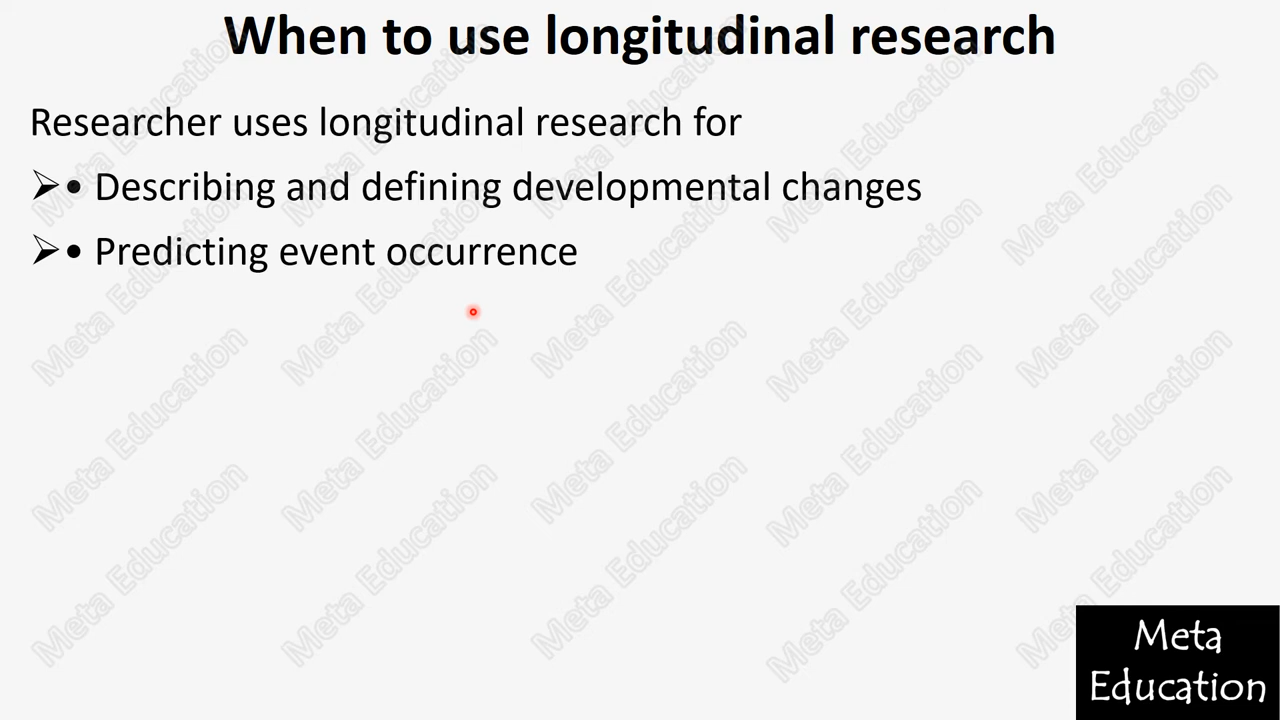 When to use longitudinal research
Researcher uses longitudinal research for
➢• Describing and defining developmental changes
➢• Predicting event occurrence
Meta
Education